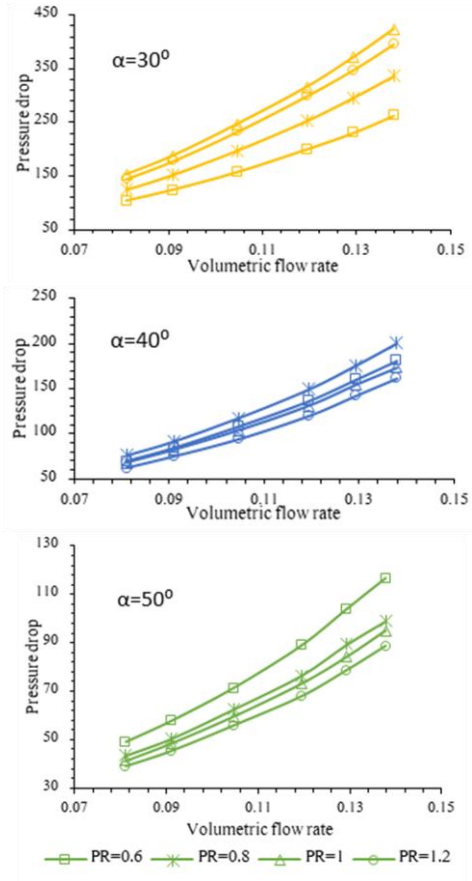 450
350
250
150
50
Pressure drop
α=30⁰
0.07 0.09 0.11 0.13 0.15
Volumetric flow rate
250
200
150
100
50
Pressure drop
α=40⁰
0.07 0.09 0.11 0.13 0.15
Volumetric flow rate
130
110
90
70
50
30
Pressure drop
α=50⁰
0.07 0.09 0.11 0.13 0.15
Volumetric flow rate
PR=0.6 PR=0.8 PR=1 PR=1.2